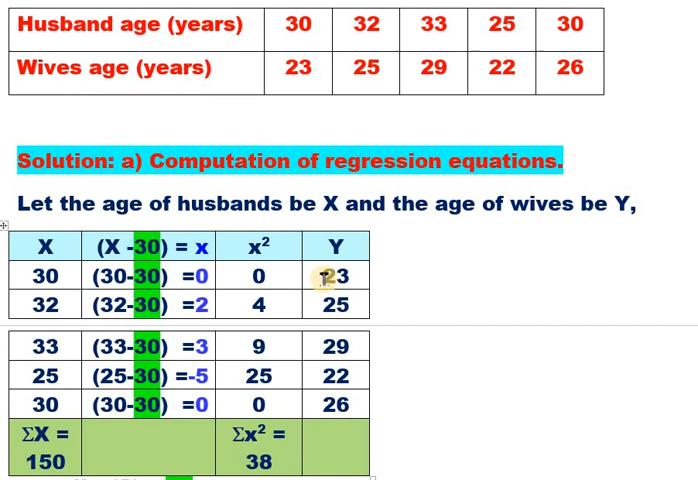 Husband age (years) 30 32 33 25 30
Wives age (years) 23 25 29 22 26
Solution: a) Computation of regression equations.
Let the age of husbands be X and the age of wives be Y,
X (X -30) = x x² Y
30 (30-30) =0 0 23
32 (32-30) =2 4 25
33 (33-30) =3 9 29
25 (25-30) =-5 25 22
30 (30-30) =0 0 26
ΣX = Σx² =
150 38